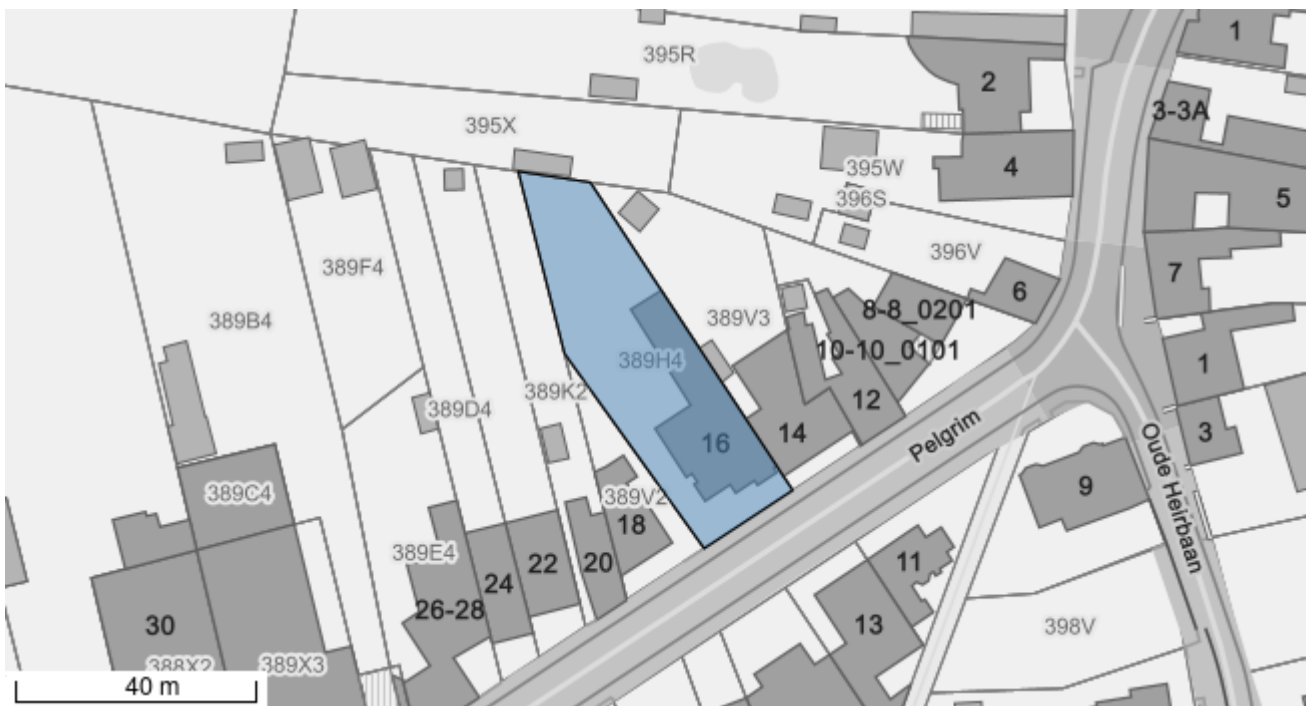 1
395R
2
3-3A
395X
395W
4
396S
5
396V
389F4
7
6
8-8_0201
389B4
389V3
10-10_0101
389H4
1
389K2
12
389D4
14
3
16
Pelgrim
Oude Heirbaan
9
389C4
389V2
18
389E4
22
20
24
11
26-28
30
13
398V
388X2
389X3
40 m